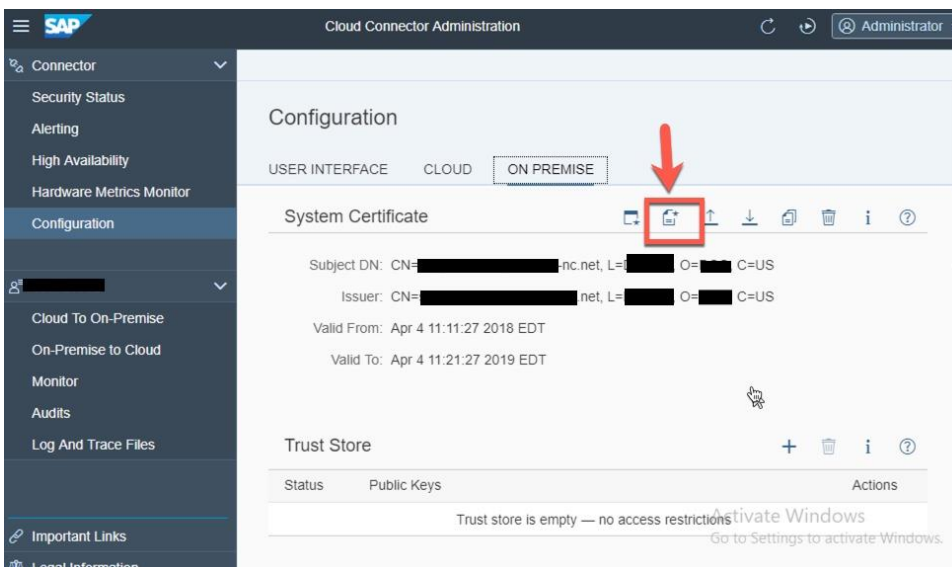 SAP
Cloud Connector Administration
Administrator
Connector
Security Status
Alerting
High Availability
Hardware Metrics Monitor
Configuration
Cloud To On-Premise
On-Premise to Cloud
Monitor
Audits
Log And Trace Files
Important Links
Legal Information
Configuration
USER INTERFACE CLOUD ON PREMISE
System Certificate
Subject DN: CN= -nc.net, L= O= C=US
Issuer: CN= .net, L= O= C=US
Valid From: Apr 4 11:11:27 2018 EDT
Valid To: Apr 4 11:21:27 2019 EDT
Trust Store
Status Public Keys Actions
Trust store is empty — no access restrictions
Activate Windows
Go to Settings to activate Windows.